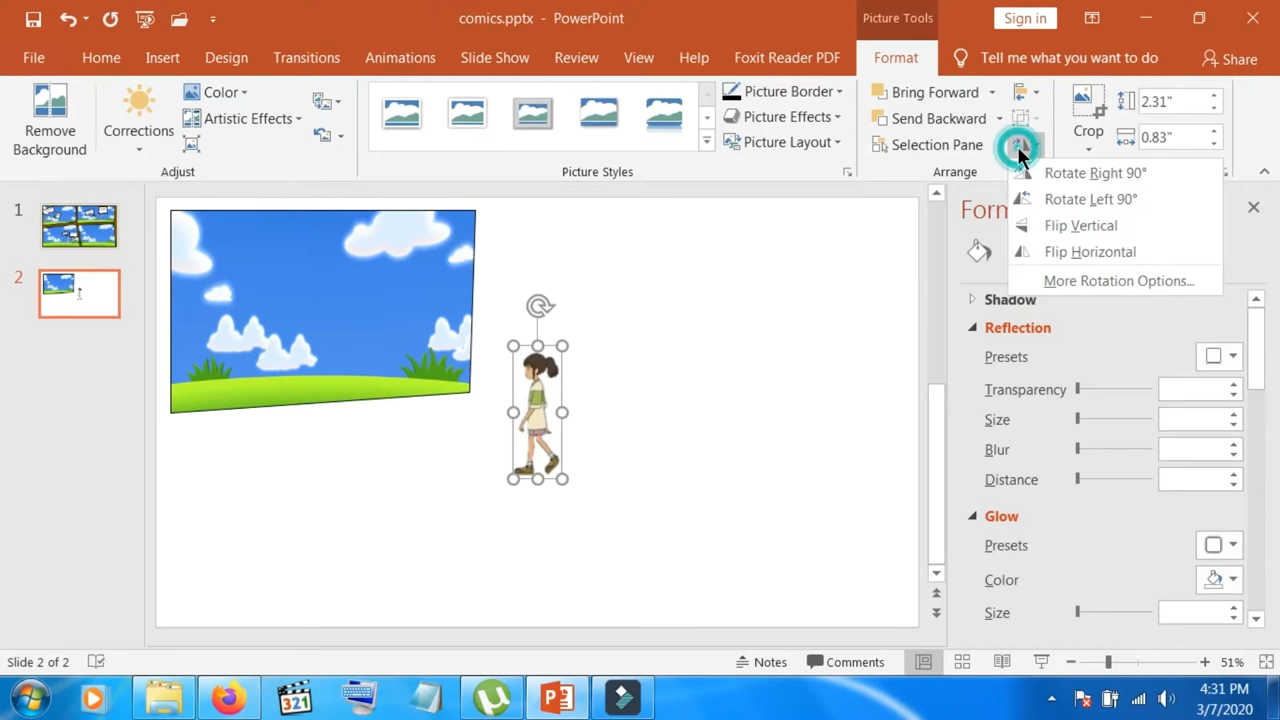 comics.pptx - PowerPoint
Picture Tools
Sign in
File
Home
Insert
Design
Transitions
Animations
Slide Show
Review
View
Help
Foxit Reader PDF
Format
Tell me what you want to do
Share
Remove
Background
Corrections
Color
Artistic Effects
Adjust
Picture Styles
Picture Border
Picture Effects
Picture Layout
Bring Forward
Send Backward
Selection Pane
Arrange
Crop
2.31"
0.83"
Rotate Right 90°
Rotate Left 90°
Flip Vertical
Flip Horizontal
More Rotation Options...
1
2
Shadow
Reflection
Presets
Transparency
Size
Blur
Distance
Glow
Presets
Color
Size
Slide 2 of 2
Notes
Comments
51%
321
4:31 PM
3/7/2020